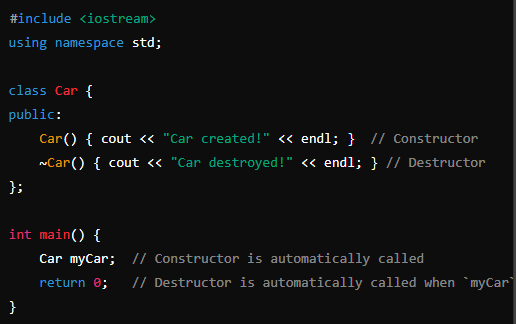 #include <iostream>
using namespace std;
class Car {
public:
    Car() { cout << "Car created!" << endl; }  // Constructor
    ~Car() { cout << "Car destroyed!" << endl; } // Destructor
};
int main() {
    Car myCar;  // Constructor is automatically called
    return 0;   // Destructor is automatically called when `myCar`
}